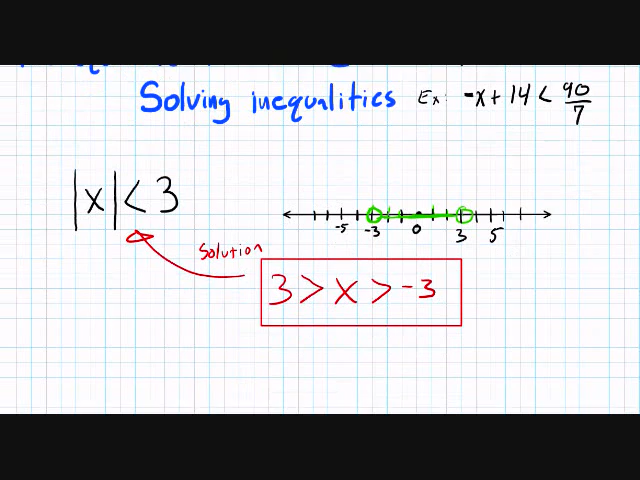 Solving inequalities Ex: -x + 14 < 90/7
|x| < 3
-5 -3 0 3 5
Solution
3 > x > -3